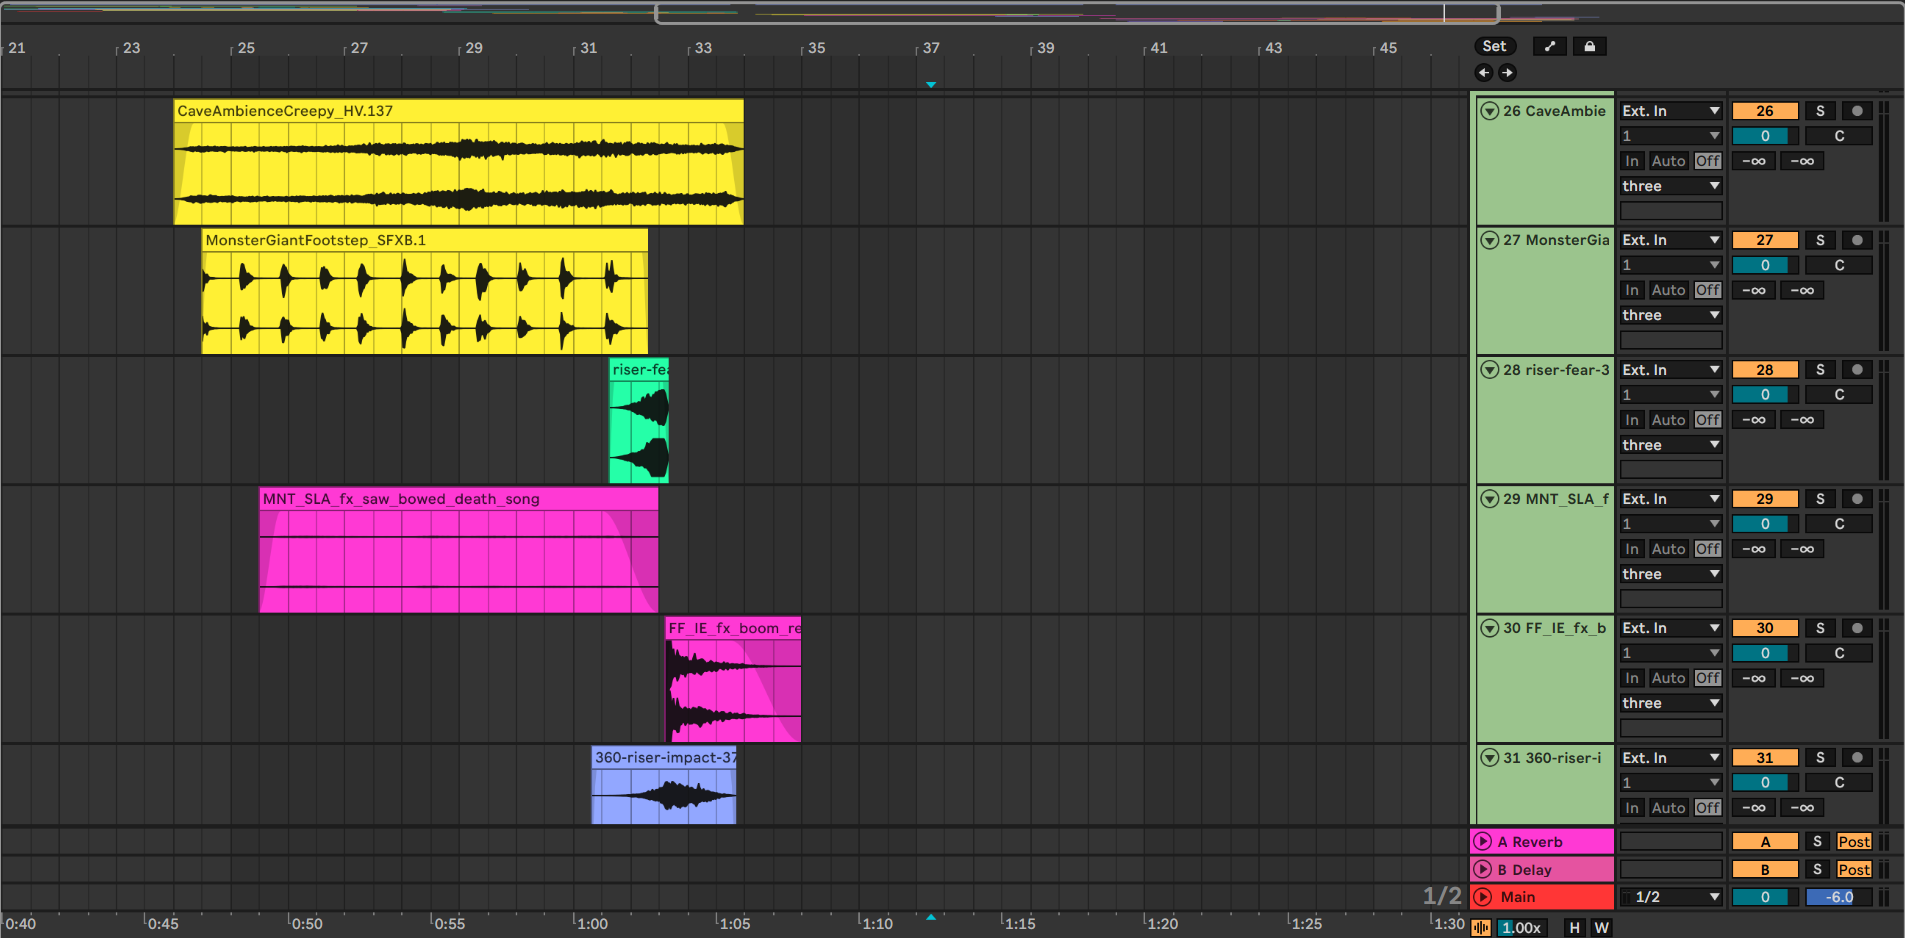 21 23 25 27 29 31 33 35 37 39 41 43 45 Set
CaveAmbienceCreepy_HV.137 26 CaveAmbie Ext. In 26 S
1 0 C
In Auto Off -∞ -∞
three
MonsterGiantFootstep_SFXB.1 27 MonsterGia Ext. In 27 S
1 0 C
In Auto Off -∞ -∞
three
riser-fea 28 riser-fear-3 Ext. In 28 S
1 0 C
In Auto Off -∞ -∞
three
MNT_SLA_fx_saw_bowed_death_song 29 MNT_SLA_f Ext. In 29 S
1 0 C
In Auto Off -∞ -∞
three
FF_IE_fx_boom_re 30 FF_IE_fx_b Ext. In 30 S
1 0 C
In Auto Off -∞ -∞
three
360-riser-impact-37 31 360-riser-i Ext. In 31 S
1 0 C
In Auto Off -∞ -∞
A Reverb A S Post
B Delay B S Post
1/2 Main 1/2 0 -6.0
0:40 0:45 0:50 0:55 1:00 1:05 1:10 1:15 1:20 1:25 1:30 1.00x H W